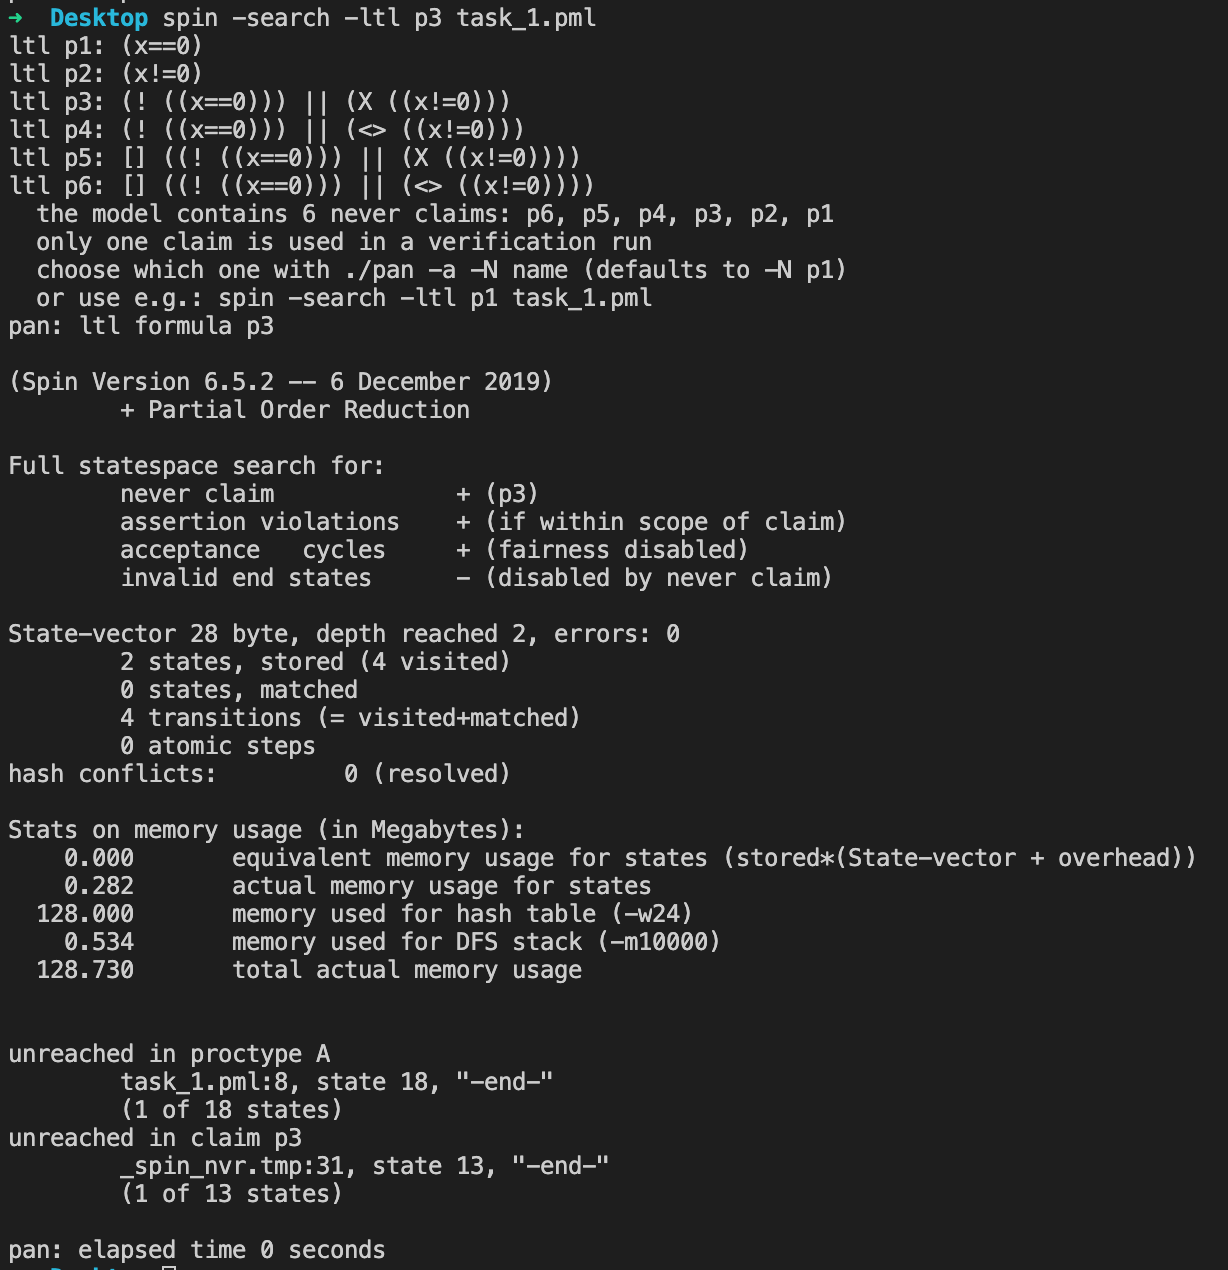 → Desktop spin -search -ltl p3 task_1.pml
ltl p1: (x==0)
ltl p2: (x!=0)
ltl p3: (! ((x==0))) || (X ((x!=0)))
ltl p4: (! ((x==0))) || (<> ((x!=0)))
ltl p5: [] ((! ((x==0))) || (X ((x!=0))))
ltl p6: [] ((! ((x==0))) || (<> ((x!=0))))
  the model contains 6 never claims: p6, p5, p4, p3, p2, p1
  only one claim is used in a verification run
  choose which one with ./pan -a -N name (defaults to -N p1)
  or use e.g.: spin -search -ltl p1 task_1.pml
pan: ltl formula p3

(Spin Version 6.5.2 -- 6 December 2019)
        + Partial Order Reduction

Full statespace search for:
        never claim             + (p3)
        assertion violations    + (if within scope of claim)
        acceptance   cycles     + (fairness disabled)
        invalid end states      - (disabled by never claim)

State-vector 28 byte, depth reached 2, errors: 0
        2 states, stored (4 visited)
        0 states, matched
        4 transitions (= visited+matched)
        0 atomic steps
hash conflicts:         0 (resolved)

Stats on memory usage (in Megabytes):
    0.000       equivalent memory usage for states (stored*(State-vector + overhead))
    0.282       actual memory usage for states
  128.000       memory used for hash table (-w24)
    0.534       memory used for DFS stack (-m10000)
  128.730       total actual memory usage


unreached in proctype A
        task_1.pml:8, state 18, "-end-"
        (1 of 18 states)
unreached in claim p3
        _spin_nvr.tmp:31, state 13, "-end-"
        (1 of 13 states)

pan: elapsed time 0 seconds